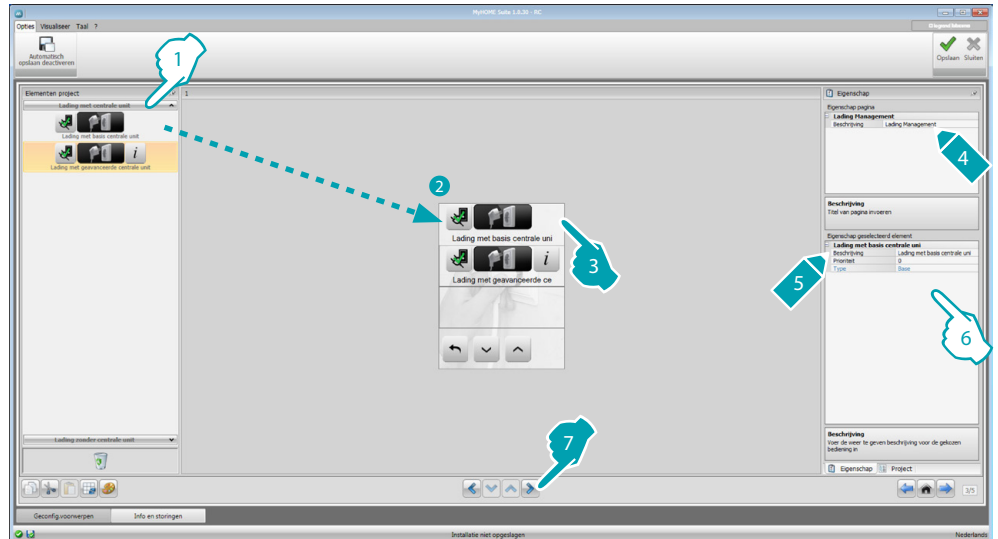 MyHOME Suite 1.0.20 - RC
Opties Visualiseer Taal ?
Automatisch
opslaan deactiveren
Opslaan Sluiten
1
Elementen project
1
Eigenschap
Lading met centrale unit
Lading met basis centrale unit
i
Lading met geavanceerde centrale unit
Eigenschap pagina
Lading Management
Beschrijving Lading Management
4
Beschrijving
Titel van pagina invoeren
2
Lading met basis centrale uni
3
i
Lading met geavanceerde ce
Eigenschap geselecteerd element
Lading met basis centrale uni
Beschrijving Lading met basis centrale uni
Prioriteit 0
Type Base
5
6
Lading zonder centrale unit
7
Beschrijving
Voer de weer te geven beschrijving voor de gekozen
bediening in
Eigenschap Project
3/5
Geconfig.voorwerpen Info en storingen
Installatie niet opgeslagen
Nederlands